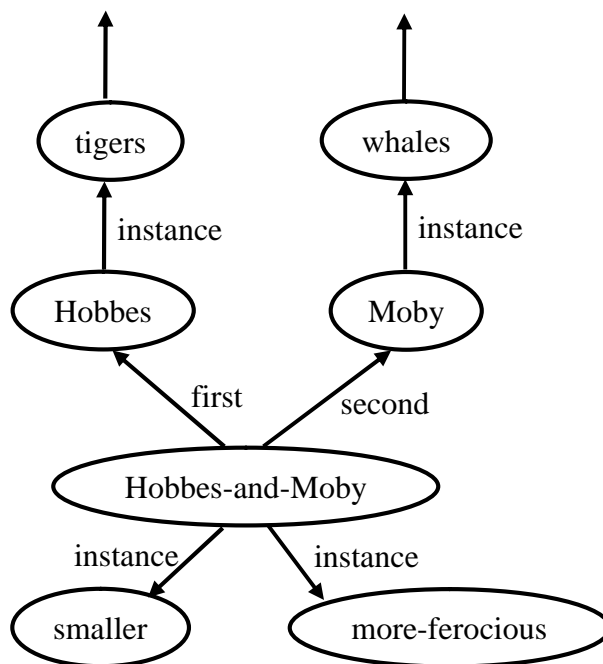 tigers whales
instance instance
Hobbes Moby
first second
Hobbes-and-Moby
instance instance
smaller more-ferocious